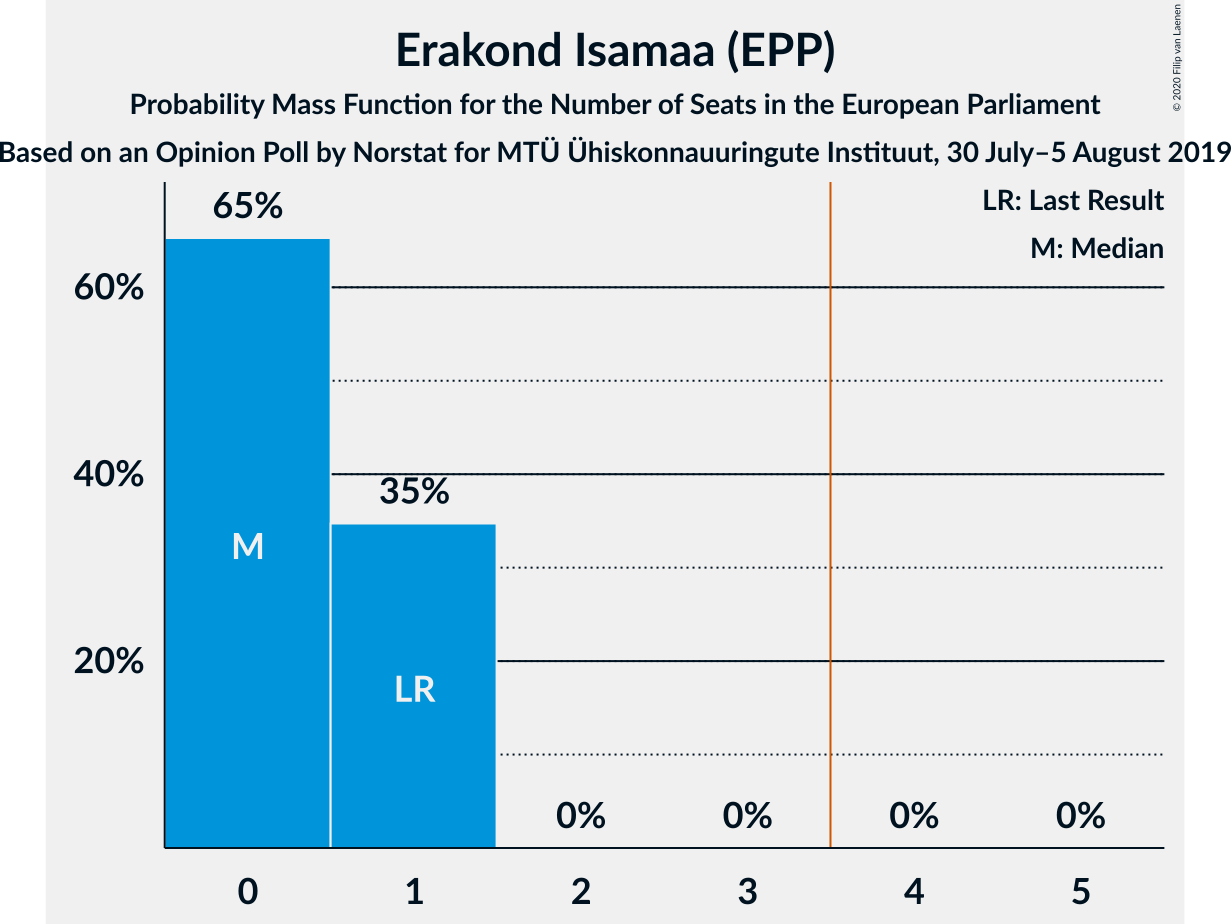 Erakond Isamaa (EPP)
Probability Mass Function for the Number of Seats in the European Parliament
Based on an Opinion Poll by Norstat for MTÜ Ühiskonnauuringute Instituut, 30 July–5 August 2019
© 2020 Filip van Laenen
LR: Last Result
M: Median
65%
60%
40%
35%
M
20%
LR
0% 0% 0% 0%
0 1 2 3 4 5